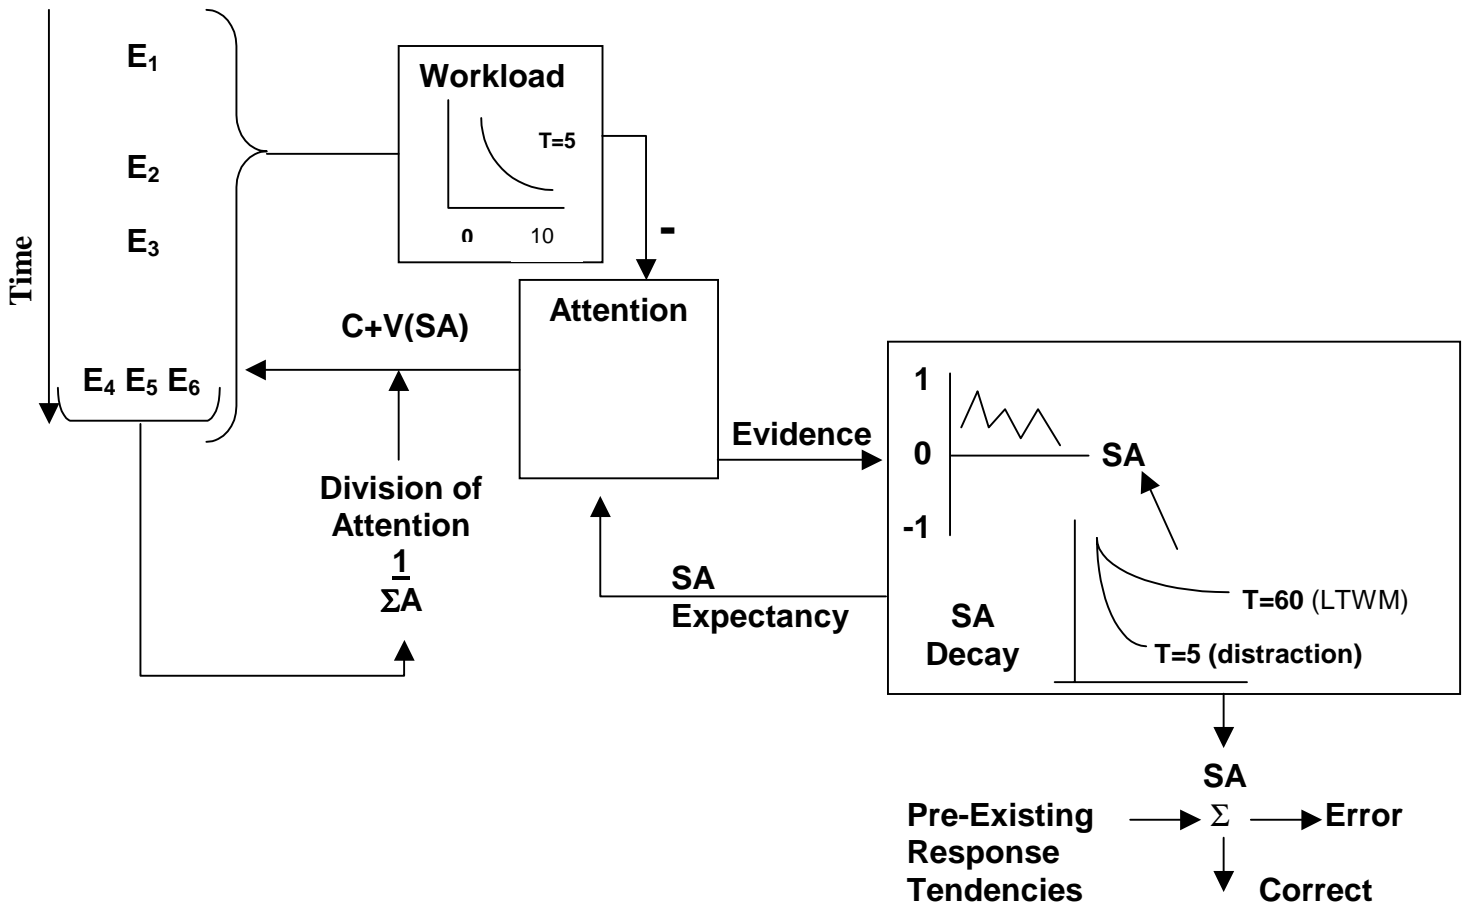 Time
E₁
E₂
E₃
E₄ E₅ E₆
Workload
T=5
0 10
-
Attention
C+V(SA)
Division of
Attention
1
ΣA
Evidence
SA
Expectancy
1
0
-1
SA
SA
Decay
T=60 (LTWM)
T=5 (distraction)
SA
Pre-Existing
Response
Tendencies
Σ
Error
Correct